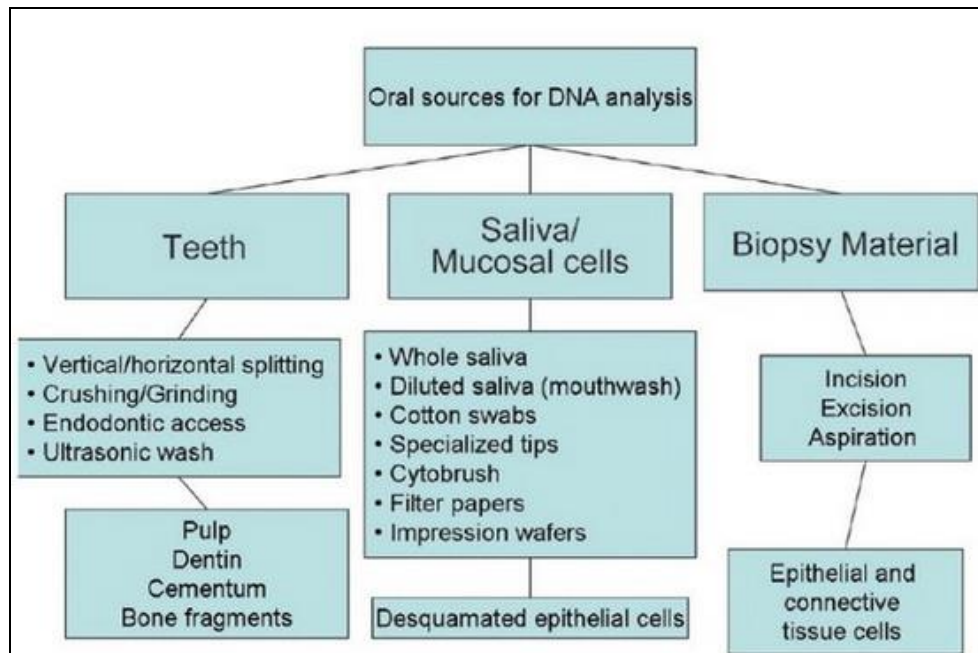 Oral sources for DNA analysis
Teeth
Saliva/
Mucosal cells
Biopsy Material
• Vertical/horizontal splitting
• Crushing/Grinding
• Endodontic access
• Ultrasonic wash
• Whole saliva
• Diluted saliva (mouthwash)
• Cotton swabs
• Specialized tips
• Cytobrush
• Filter papers
• Impression wafers
Incision
Excision
Aspiration
Pulp
Dentin
Cementum
Bone fragments
Desquamated epithelial cells
Epithelial and
connective
tissue cells